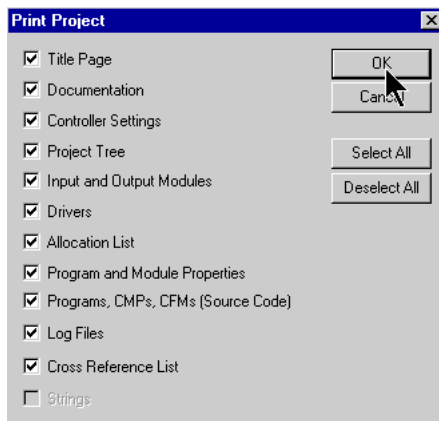 Print Project
Title Page
OK
Documentation
Cancel
Controller Settings
Project Tree
Select All
Input and Output Modules
Deselect All
Drivers
Allocation List
Program and Module Properties
Programs, CMPs, CFMs (Source Code)
Log Files
Cross Reference List
Strings